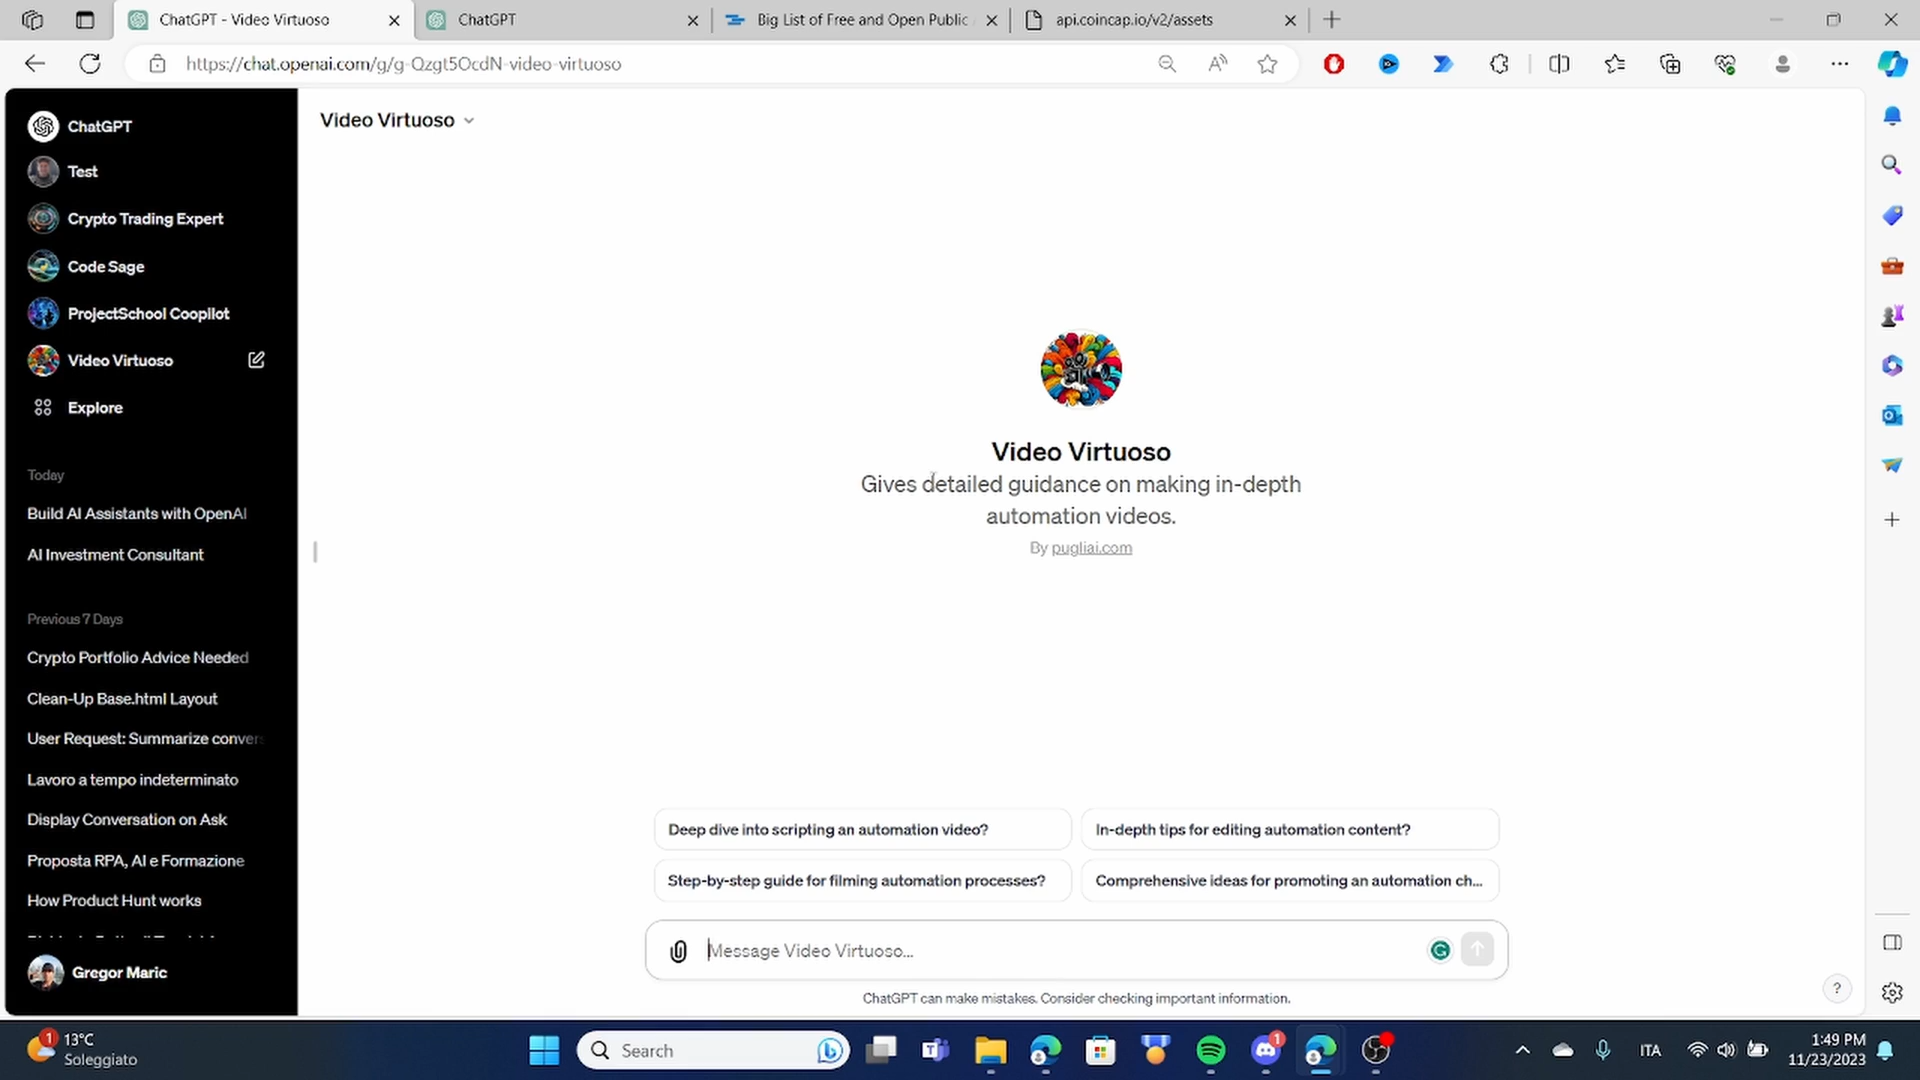 ChatGPT - Video Virtuoso
ChatGPT
Big List of Free and Open Public
api.coincap.io/v2/assets
https://chat.openai.com/g/g-Qzgt5OcdN-video-virtuoso
ChatGPT
Test
Crypto Trading Expert
Code Sage
ProjectSchool Coopilot
Video Virtuoso
Explore
Today
Build AI Assistants with OpenAI
AI Investment Consultant
Previous 7 Days
Crypto Portfolio Advice Needed
Clean-Up Base.html Layout
User Request: Summarize convers
Lavoro a tempo indeterminato
Display Conversation on Ask
Proposta RPA, AI e Formazione
How Product Hunt works
Gregor Maric
Video Virtuoso
Video Virtuoso
Gives detailed guidance on making in-depth
automation videos.
By pugliai.com
Deep dive into scripting an automation video?
In-depth tips for editing automation content?
Step-by-step guide for filming automation processes?
Comprehensive ideas for promoting an automation ch...
Message Video Virtuoso...
ChatGPT can make mistakes. Consider checking important information.
?
1
13°C
Soleggiato
Search
1
ITA
1:49 PM
11/23/2023